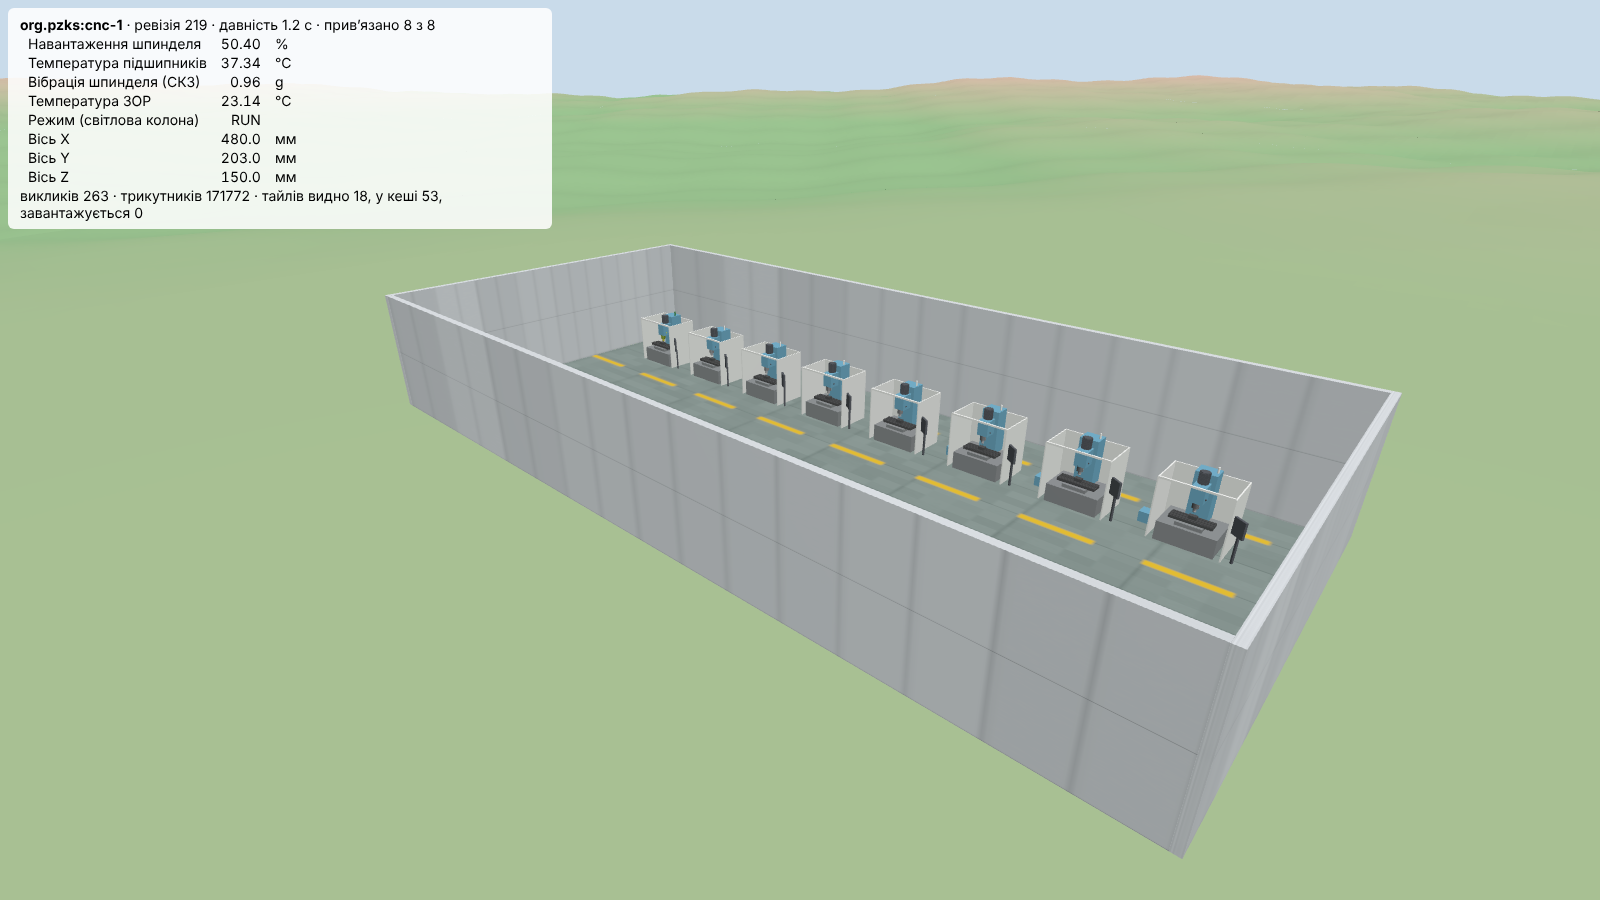 org.pzks:cnc-1 · ревізія 219 · давність 1.2 с · прив'язано 8 з 8
Навантаження шпинделя 50.40 %
Температура підшипників 37.34 °C
Вібрація шпинделя (СКЗ) 0.96 g
Температура ЗОР 23.14 °C
Режим (світлова колона) RUN
Вісь X 480.0 мм
Вісь Y 203.0 мм
Вісь Z 150.0 мм
викликів 263 · трикутників 171772 · тайлів видно 18, у кеші 53,
завантажується 0